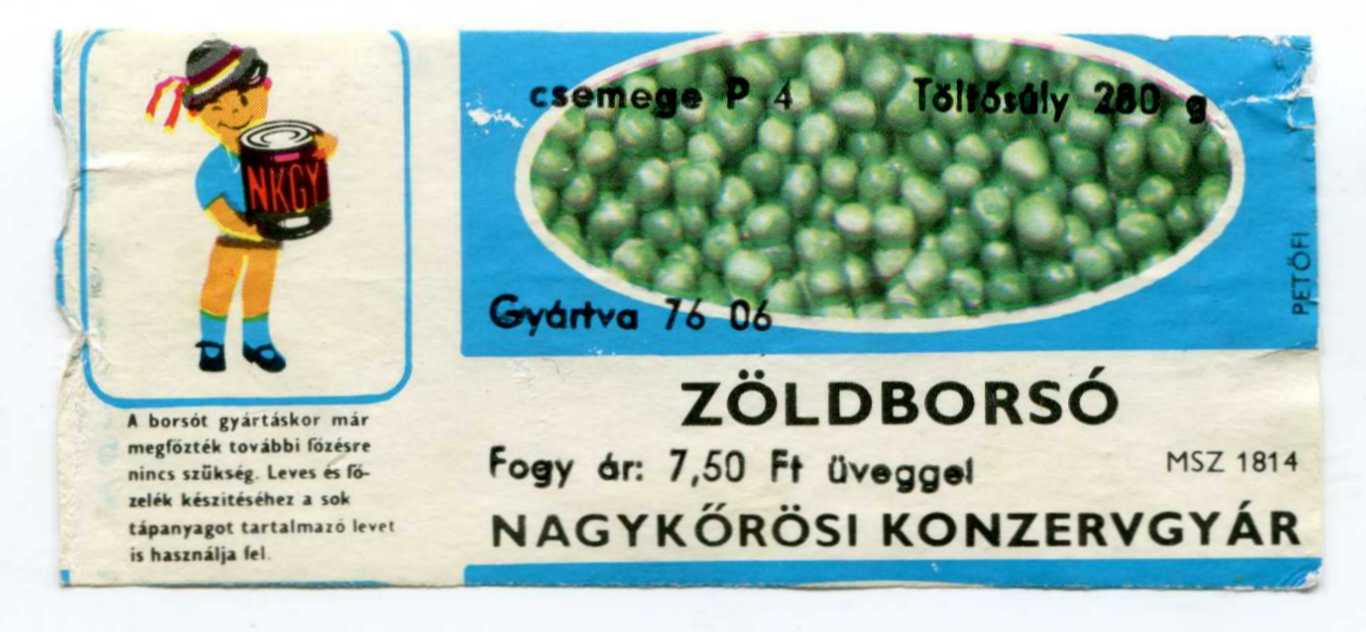 csemege P 4 Töltősúly 280 g
NKGY
Gyártva 76 06
PETŐFI
ZÖLDBORSÓ
Fogy ár: 7,50 Ft üveggel
MSZ 1814
NAGYKŐRÖSI KONZERVGYÁR
A borsót gyártáskor már
megfőzték további főzésre
nincs szükség. Leves és fő-
zelék készitéséhez a sok
tápanyagot tartalmazó levet
is használja fel.